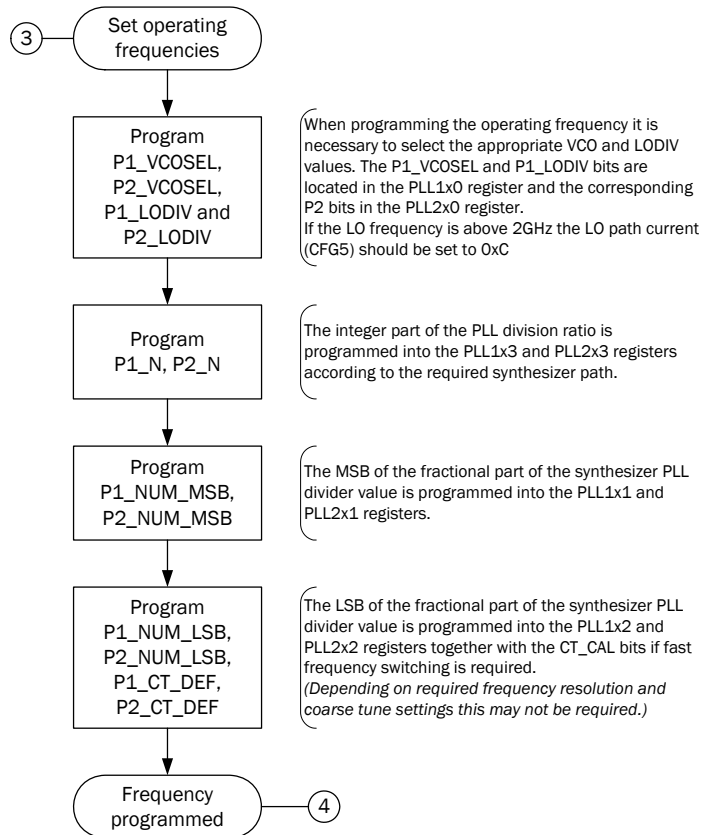 3
Set operating
frequencies
Program
P1_VCOSEL,
P2_VCOSEL,
P1_LODIV and
P2_LODIV
When programming the operating frequency it is
necessary to select the appropriate VCO and LODIV
values. The P1_VCOSEL and P1_LODIV bits are
located in the PLL1x0 register and the corresponding
P2 bits in the PLL2x0 register.
If the LO frequency is above 2GHz the LO path current
(CFG5) should be set to 0xC
Program
P1_N, P2_N
The integer part of the PLL division ratio is
programmed into the PLL1x3 and PLL2x3 registers
according to the required synthesizer path.
Program
P1_NUM_MSB,
P2_NUM_MSB
The MSB of the fractional part of the synthesizer PLL
divider value is programmed into the PLL1x1 and
PLL2x1 registers.
Program
P1_NUM_LSB,
P2_NUM_LSB,
P1_CT_DEF,
P2_CT_DEF
The LSB of the fractional part of the synthesizer PLL
divider value is programmed into the PLL1x2 and
PLL2x2 registers together with the CT_CAL bits if fast
frequency switching is required.
(Depending on required frequency resolution and
coarse tune settings this may not be required.)
Frequency
programmed
4